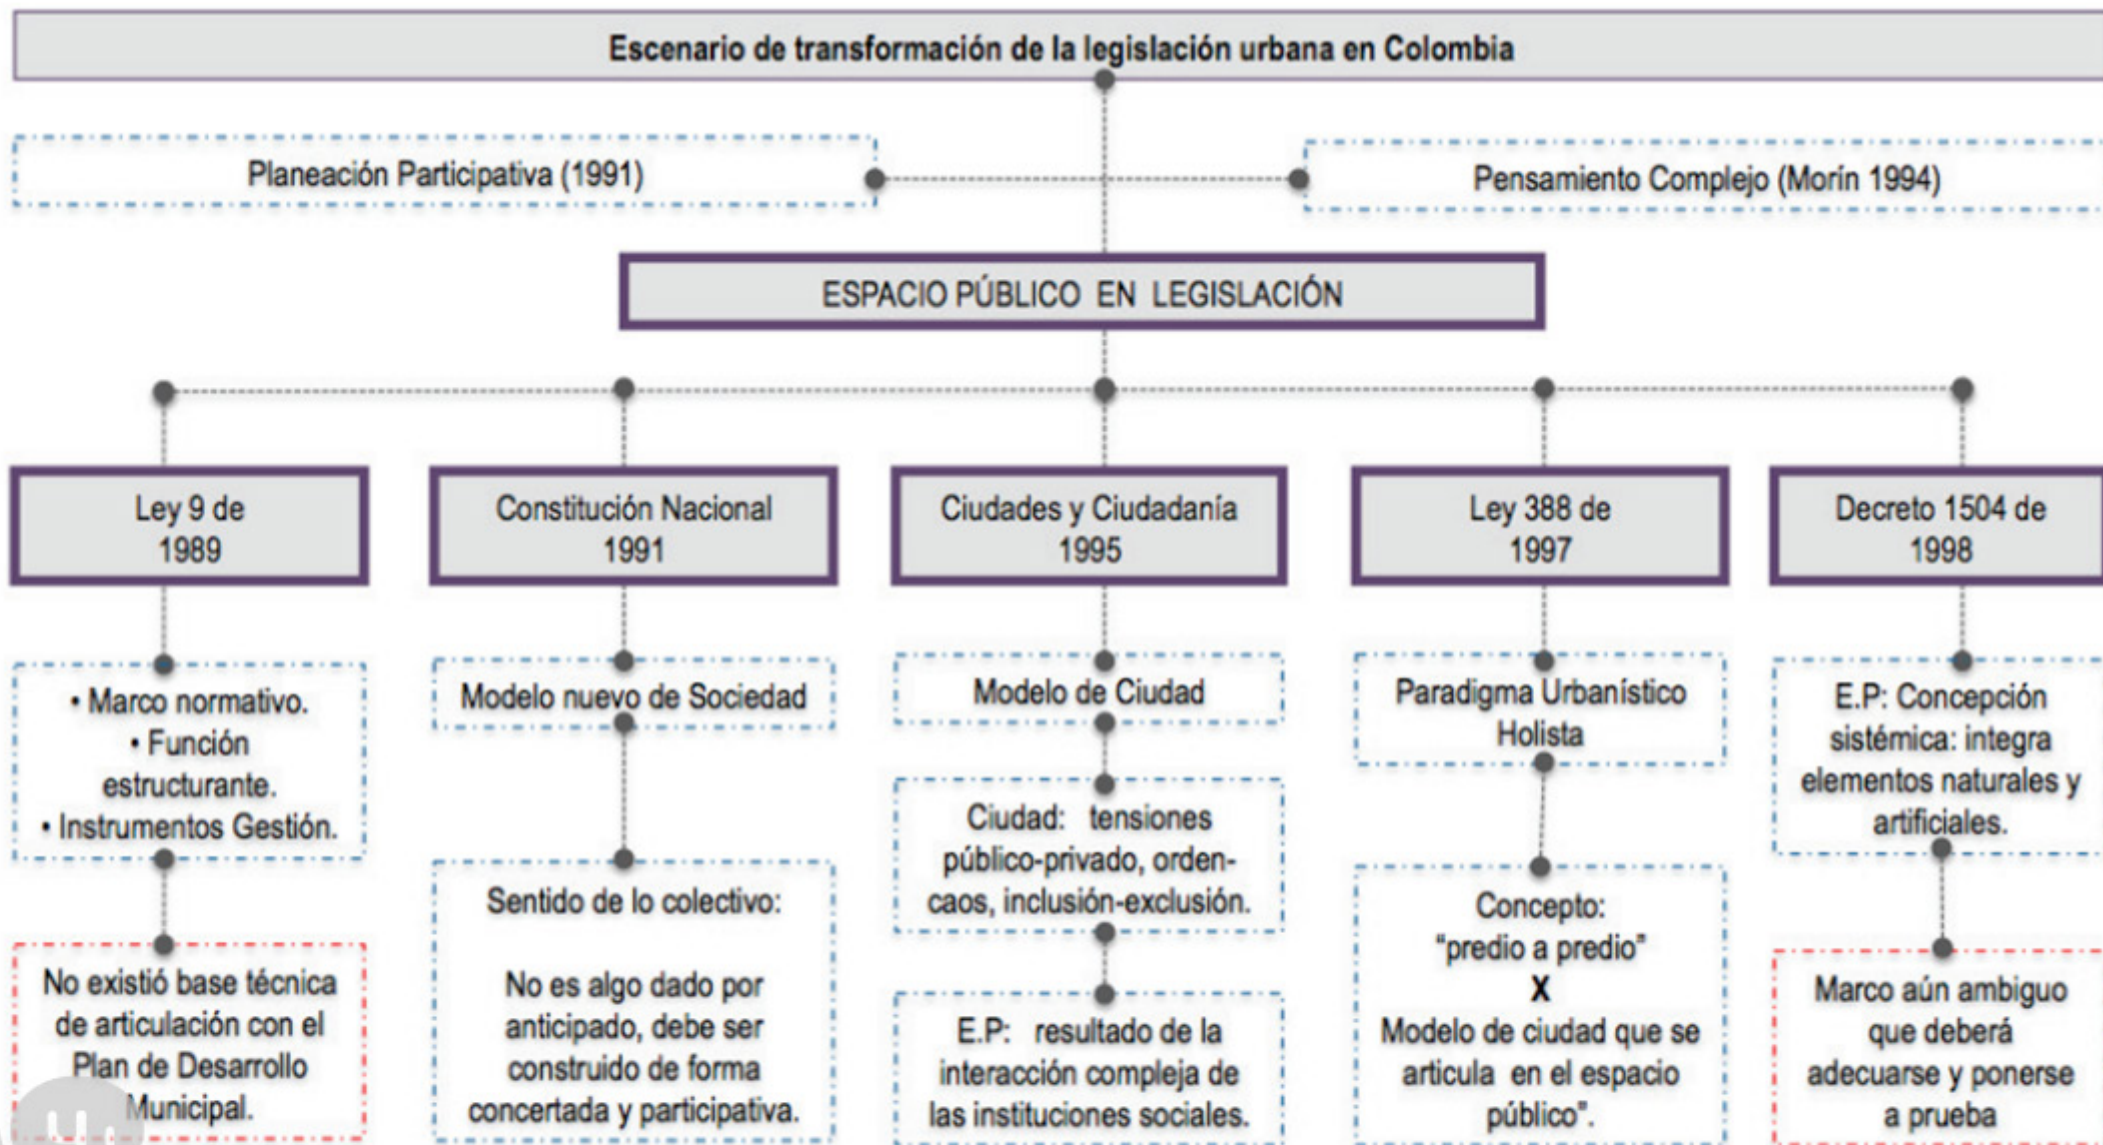 Escenario de transformación de la legislación urbana en Colombia
Planeación Participativa (1991)
Pensamiento Complejo (Morín 1994)
ESPACIO PÚBLICO EN LEGISLACIÓN
Ley 9 de
1989
Constitución Nacional
1991
Ciudades y Ciudadanía
1995
Ley 388 de
1997
Decreto 1504 de
1998
• Marco normativo.
• Función
estructurante.
• Instrumentos Gestión.
No existió base técnica
de articulación con el
Plan de Desarrollo
Municipal.
Modelo nuevo de Sociedad
Sentido de lo colectivo:
No es algo dado por
anticipado, debe ser
construido de forma
concertada y participativa.
Modelo de Ciudad
Ciudad: tensiones
público-privado, orden-
caos, inclusión-exclusión.
E.P: resultado de la
interacción compleja de
las instituciones sociales.
Paradigma Urbanístico
Holista
Concepto:
“predio a predio”
X
Modelo de ciudad que se
articula en el espacio
público”.
E.P: Concepción
sistémica: integra
elementos naturales y
artificiales.
Marco aún ambiguo
que deberá
adecuarse y ponerse
a prueba